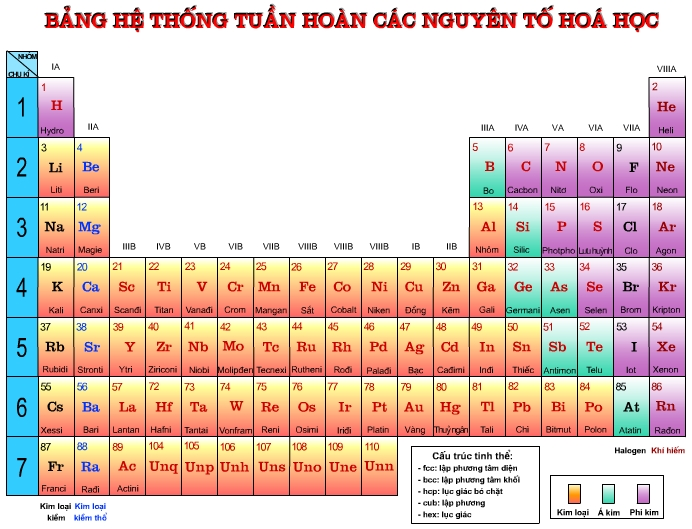 BẢNG HỆ THỐNG TUẦN HOÀN CÁC NGUYÊN TỐ HOÁ HỌC
NHÓM IA VIIIA
CHU KÌ
1 1 2
H He
Hydro IIA IIIA IVA VA VIA VIIA Heli
2 3 4 5 6 7 8 9 10
Li Be B C N O F Ne
Liti Beri Bo Cacbon Nitơ Oxi Flo Neon
3 11 12 13 14 15 16 17 18
Na Mg Al Si P S Cl Ar
Natri Magie IIIB IVB VB VIB VIIB VIIIB VIIIB VIIIB IB IIB Nhôm Silic Photpho Lưuhuỳnh Clo Agon
4 19 20 21 22 23 24 25 26 27 28 29 30 31 32 33 34 35 36
K Ca Sc Ti V Cr Mn Fe Co Ni Cu Zn Ga Ge As Se Br Kr
Kali Canxi Scanđi Titan Vanađi Crom Mangan Sắt Cobalt Niken Đồng Kẽm Gali Germani Asen Selen Brom Kripton
5 37 38 39 40 41 42 43 44 45 46 47 48 49 50 51 52 53 54
Rb Sr Y Zr Nb Mo Tc Ru Rh Pd Ag Cd In Sn Sb Te I Xe
Rubidi Stronti Ytri Ziriconi Niobi Molipđen Tecnexi Rutheni Rođi Palađi Bạc Cađimi Inđi Thiếc Antimon Telu Iot Xenon
6 55 56 57 72 73 74 75 76 77 78 79 80 81 82 83 84 85 86
Cs Ba La Hf Ta W Re Os Ir Pt Au Hg Tl Pb Bi Po At Rn
Xessi Bari Lantan Hafni Tantai Vonfram Reni Osimi Iriđi Platin Vàng Thuỷngân Tali Chì Bitmut Polon Atatin Rađon
7 87 88 89 104 105 106 107 108 109 110
Fr Ra Ac Unq Unp Unh Uns Uno Une Unn
Franci Rađi Actini
Halogen Khí hiếm
Kim loại kiềm
Kim loại kiềm thổ
Cấu trúc tinh thể:
- fcc: lập phương tâm diện
- bcc: lập phương tâm khối
- hcp: lục giác bó chặt
- cub: lập phương
- hex: lục giác
Kim loại Á kim Phi kim